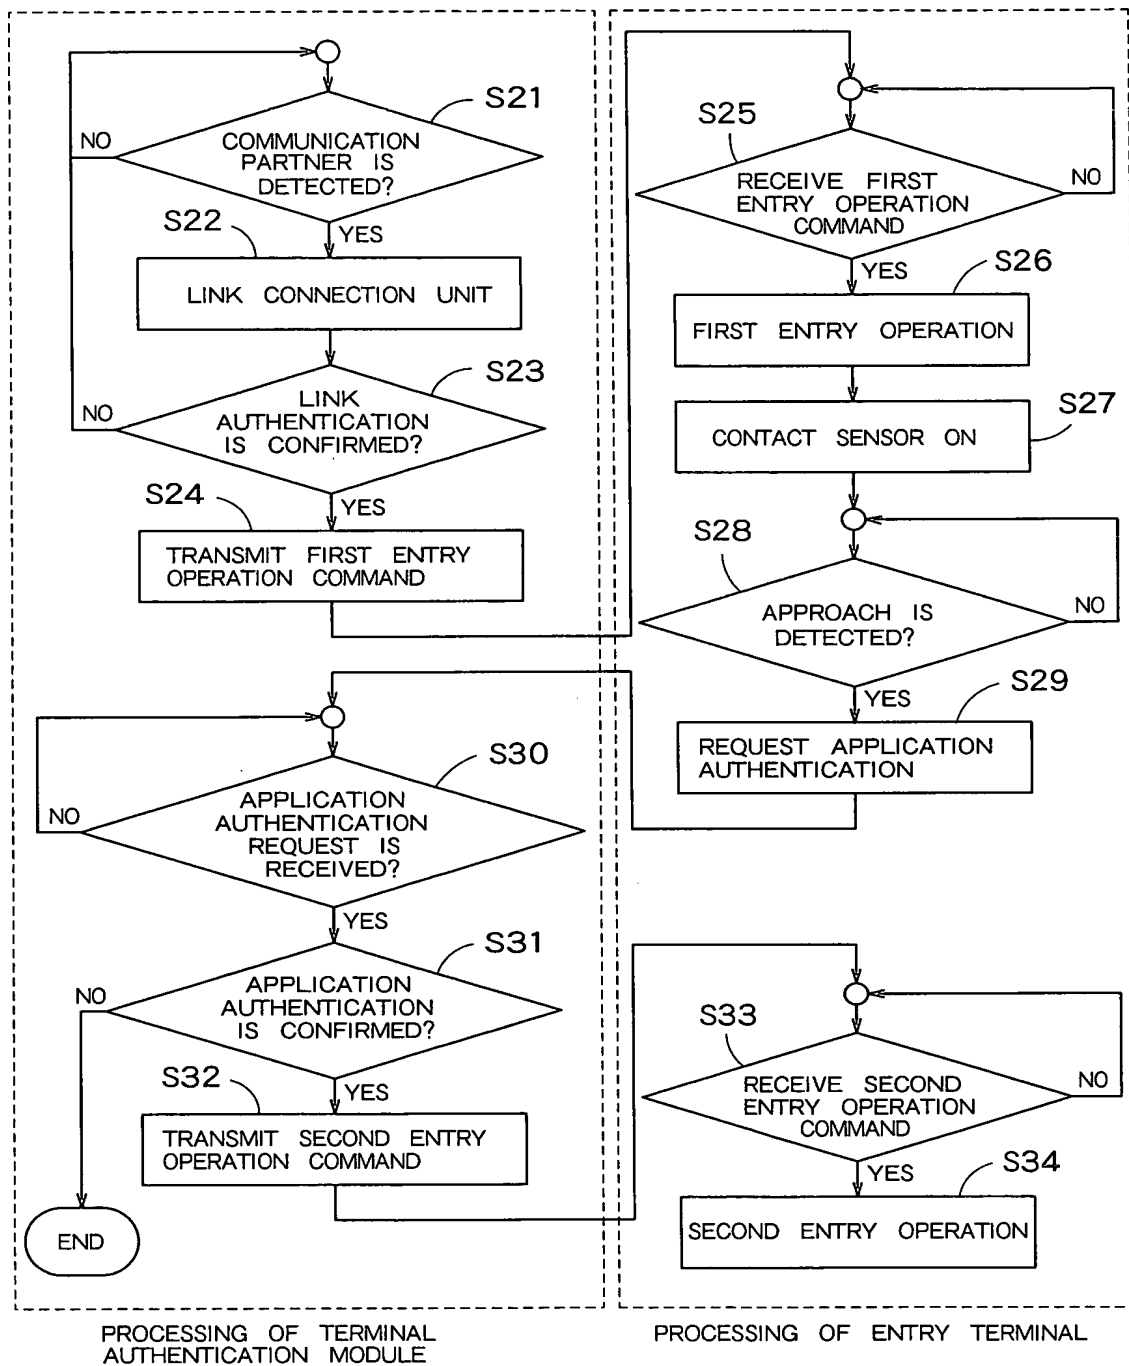 S21
COMMUNICATION
PARTNER IS
DETECTED?
NO
YES
S22
LINK CONNECTION UNIT
S23
LINK
AUTHENTICATION
IS CONFIRMED?
NO
YES
S24
TRANSMIT FIRST ENTRY
OPERATION COMMAND
S25
RECEIVE FIRST
ENTRY OPERATION
COMMAND
NO
YES
S26
FIRST ENTRY OPERATION
S27
CONTACT SENSOR ON
S28
APPROACH IS
DETECTED?
NO
YES
S29
REQUEST APPLICATION
AUTHENTICATION
S30
APPLICATION
AUTHENTICATION
REQUEST IS
RECEIVED?
NO
YES
S31
APPLICATION
AUTHENTICATION
IS CONFIRMED?
NO
YES
S32
TRANSMIT SECOND ENTRY
OPERATION COMMAND
END
S33
RECEIVE SECOND
ENTRY OPERATION
COMMAND
NO
YES
S34
SECOND ENTRY OPERATION
PROCESSING OF TERMINAL
AUTHENTICATION MODULE
PROCESSING OF ENTRY TERMINAL